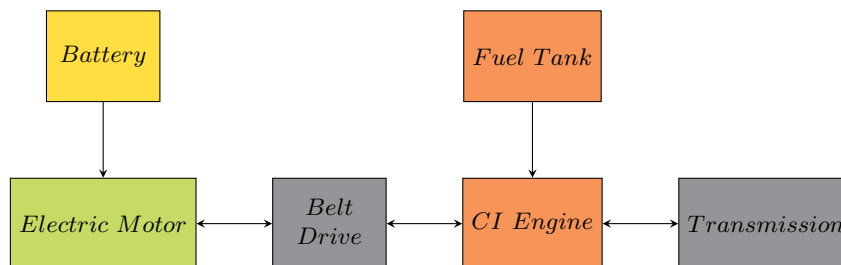 Battery
Fuel Tank
Electric Motor
Belt
Drive
CI Engine
Transmission